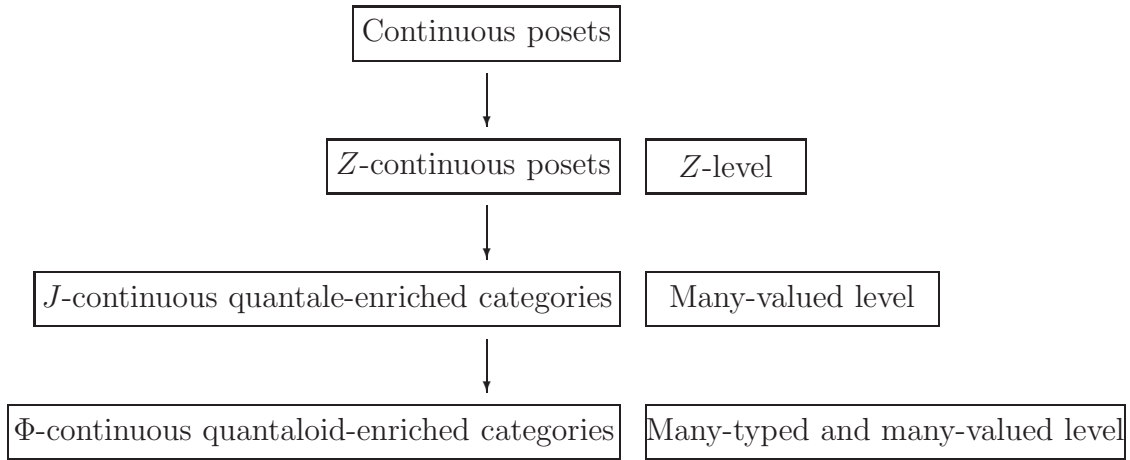 Continuous posets
Z-continuous posets Z-level
J-continuous quantale-enriched categories Many-valued level
Φ-continuous quantaloid-enriched categories Many-typed and many-valued level